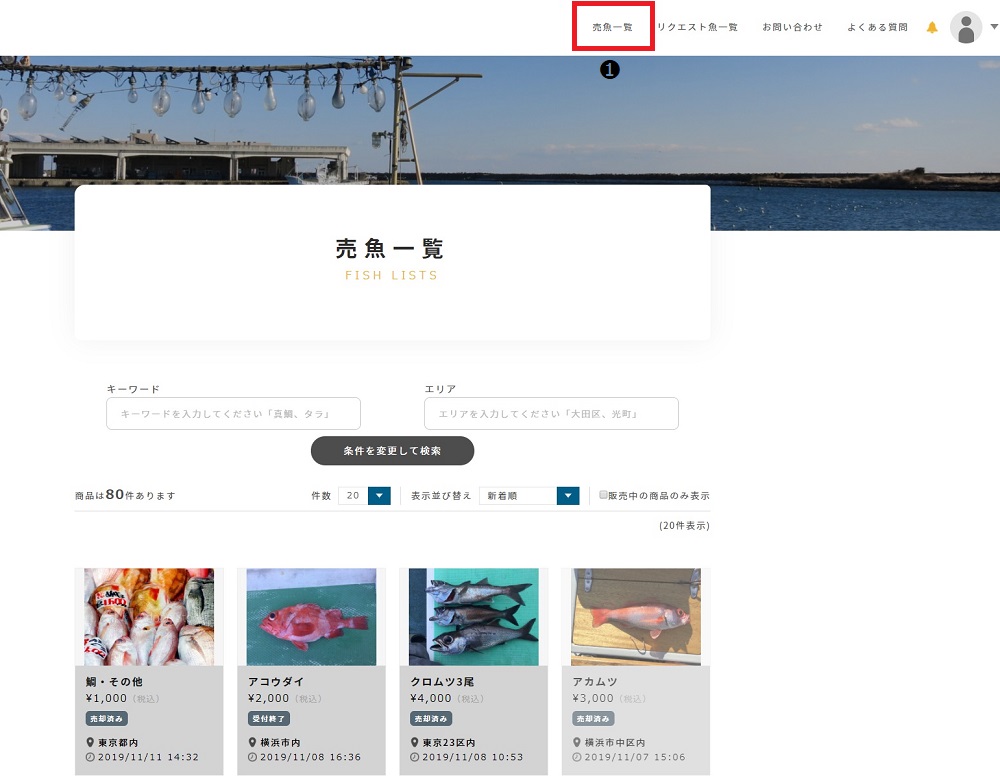 売魚一覧 リクエスト魚一覧 お問い合わせ よくある質問
❶
売魚一覧
FISH LISTS
キーワード エリア
キーワードを入力してください「真鯛、タラ」 エリアを入力してください「大田区、光町」
条件を変更して検索
商品は80件あります 件数 20 表示並び替え 新着順 販売中の商品のみ表示
(20件表示)
鯛・その他
¥1,000（税込）
売却済み
東京都内
2019/11/11 14:32
アコウダイ
¥2,000（税込）
受付終了
横浜市内
2019/11/08 16:36
クロムツ3尾
¥4,000（税込）
売却済み
東京23区内
2019/11/08 10:53
アカムツ
¥3,000（税込）
売却済み
横浜市中区内
2019/11/07 15:06